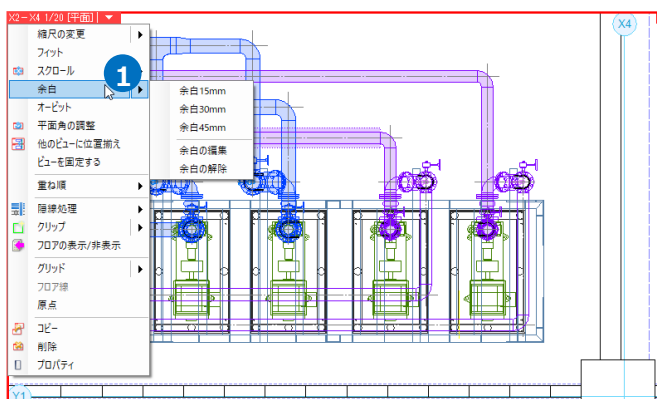 X2-X4 1/20 [平面]
X4
縮尺の変更
フィット
スクロール
1
余白
余白15mm
オービット
余白30mm
平面角の調整
余白45mm
他のビューに位置揃え
余白の編集
ビューを固定する
余白の解除
重ね順
隠線処理
クリップ
フロアの表示/非表示
グリッド
フロア線
原点
コピー
削除
プロパティ
Y1